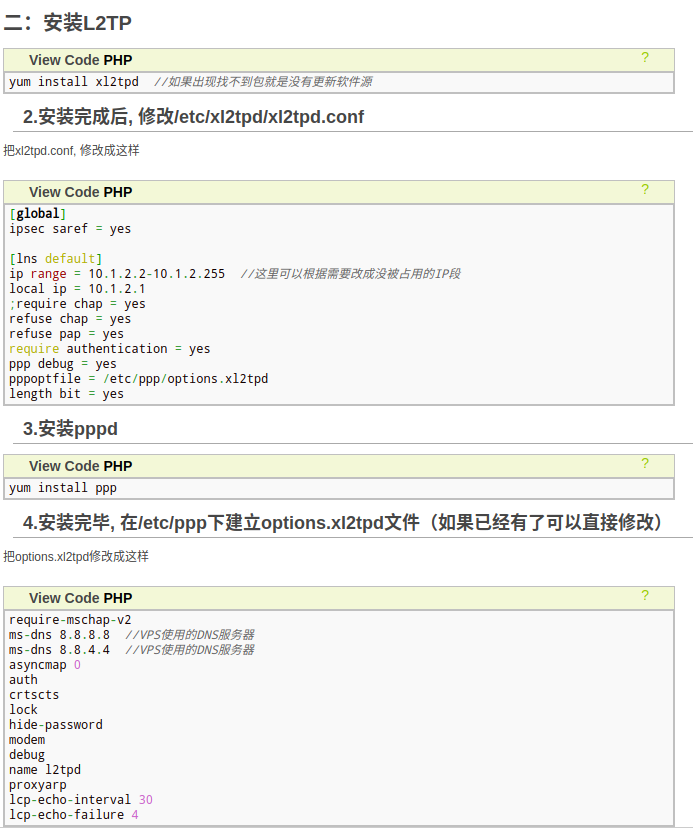 二：安装L2TP
View Code PHP ?
yum install xl2tpd  //如果出现找不到包就是没有更新软件源
2.安装完成后, 修改/etc/xl2tpd/xl2tpd.conf
把xl2tpd.conf, 修改成这样
View Code PHP ?
[global]
ipsec saref = yes
[lns default]
ip range = 10.1.2.2-10.1.2.255  //这里可以根据需要改成没被占用的IP段
local ip = 10.1.2.1
;require chap = yes
refuse chap = yes
refuse pap = yes
require authentication = yes
ppp debug = yes
pppoptfile = /etc/ppp/options.xl2tpd
length bit = yes
3.安装pppd
View Code PHP ?
yum install ppp
4.安装完毕, 在/etc/ppp下建立options.xl2tpd文件（如果已经有了可以直接修改）
把options.xl2tpd修改成这样
View Code PHP ?
require-mschap-v2
ms-dns 8.8.8.8  //VPS使用的DNS服务器
ms-dns 8.8.4.4  //VPS使用的DNS服务器
asyncmap 0
auth
crtscts
lock
hide-password
modem
debug
name l2tpd
proxyarp
lcp-echo-interval 30
lcp-echo-failure 4